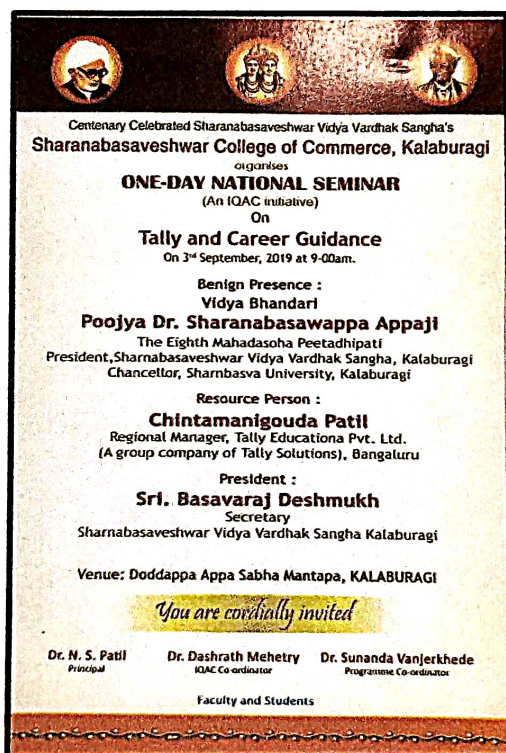 Centenary Celebrated Sharanabasaveshwar Vidya Vardhak Sangha's
Sharanabasaveshwar College of Commerce, Kalaburagi
organises
ONE-DAY NATIONAL SEMINAR
(An IQAC initiative)
On
Tally and Career Guidance
On 3rd September, 2019 at 9-00am.
Benign Presence :
Vidya Bhandari
Poojya Dr. Sharanabasawappa Appaji
The Eighth Mahadasoha Peetadhipati
President,Sharnabasaveshwar Vidya Vardhak Sangha, Kalaburagi
Chancellor, Sharnbasva University, Kalaburagi
Resource Person :
Chintamanigouda Patil
Regional Manager, Tally Educationa Pvt. Ltd.
(A group company of Tally Solutions), Bangaluru
President :
Sri. Basavaraj Deshmukh
Secretary
Sharnabasaveshwar Vidya Vardhak Sangha Kalaburagi
Venue: Doddappa Appa Sabha Mantapa, KALABURAGI
You are cordially invited
Dr. N. S. Patil Dr. Dashrath Mehetry Dr. Sunanda Vanjerkhede
Principal IQAC Co-ordinator Programme Co-ordinator
Faculty and Students